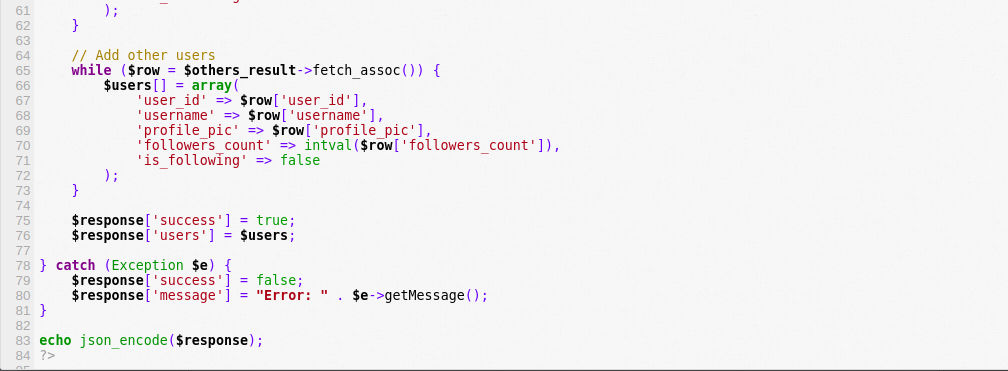 61         );
62     }
63
64     // Add other users
65     while ($row = $others_result->fetch_assoc()) {
66         $users[] = array(
67             'user_id' => $row['user_id'],
68             'username' => $row['username'],
69             'profile_pic' => $row['profile_pic'],
70             'followers_count' => intval($row['followers_count']),
71             'is_following' => false
72         );
73     }
74
75     $response['success'] = true;
76     $response['users'] = $users;
77
78 } catch (Exception $e) {
79     $response['success'] = false;
80     $response['message'] = "Error: " . $e->getMessage();
81 }
82
83 echo json_encode($response);
84 ?>